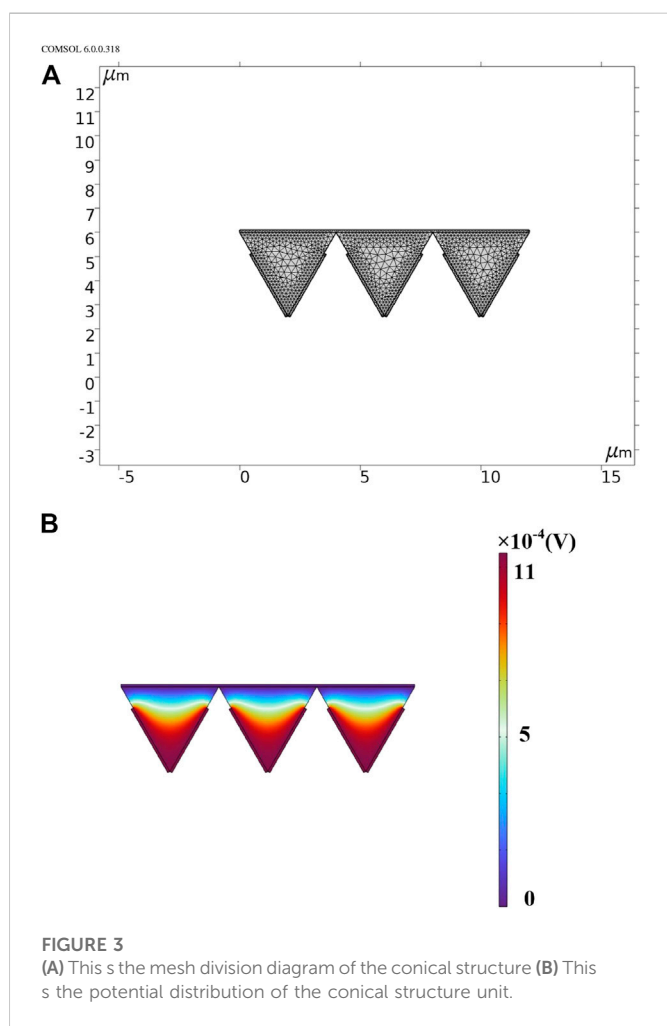 COMSOL 6.0.0.318
A
μm
12
11
10
9
8
7
6
5
4
3
2
1
0
-1
-2
-3
μm
-5 0 5 10 15
B
×10⁻⁴(V)
11
5
0
FIGURE 3
(A) This s the mesh division diagram of the conical structure (B) This
s the potential distribution of the conical structure unit.